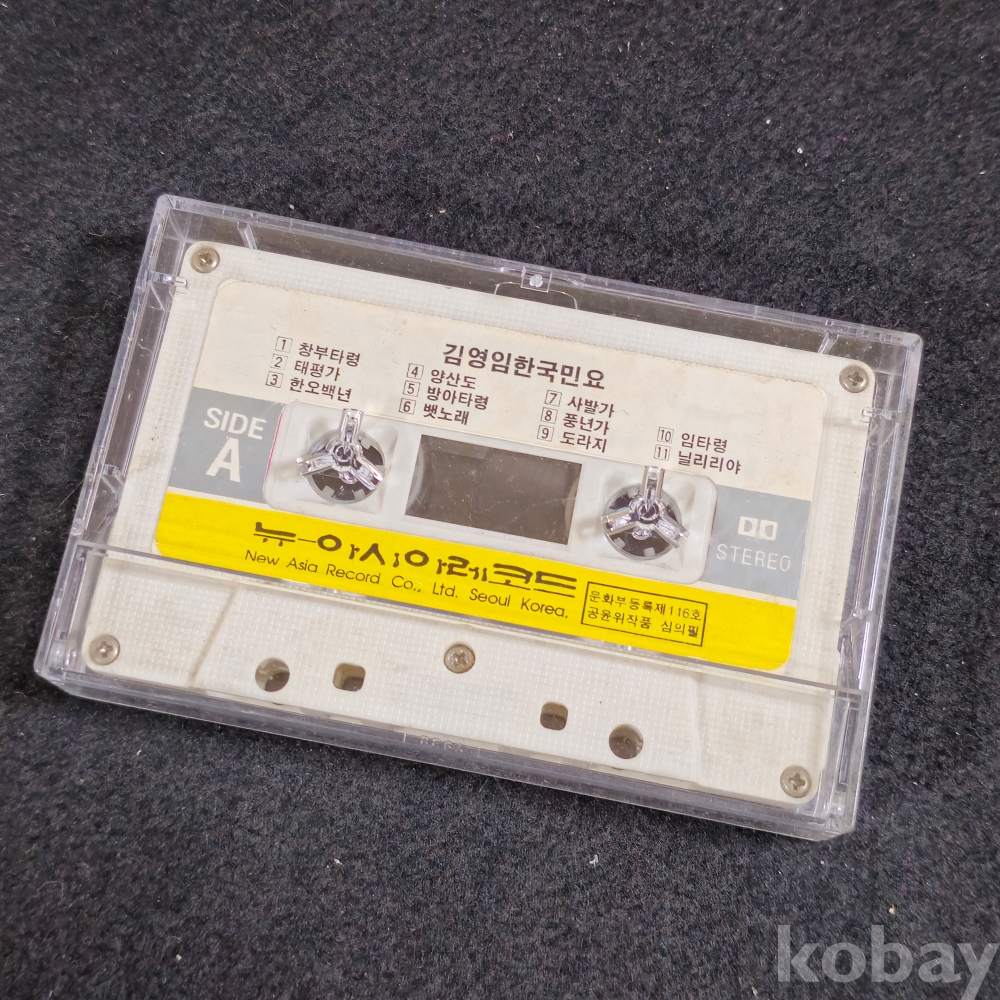 김영임한국민요
1 창부타령
2 태평가
3 한오백년
4 양산도
5 방아타령
6 뱃노래
7 사발가
8 풍년가
9 도라지
10 임타령
11 닐리리야
SIDE
A
STEREO
뉴-아시아레코드
New Asia Record Co., Ltd. Seoul Korea.
문화부등록제116호
공윤위작품 심의필
kobay